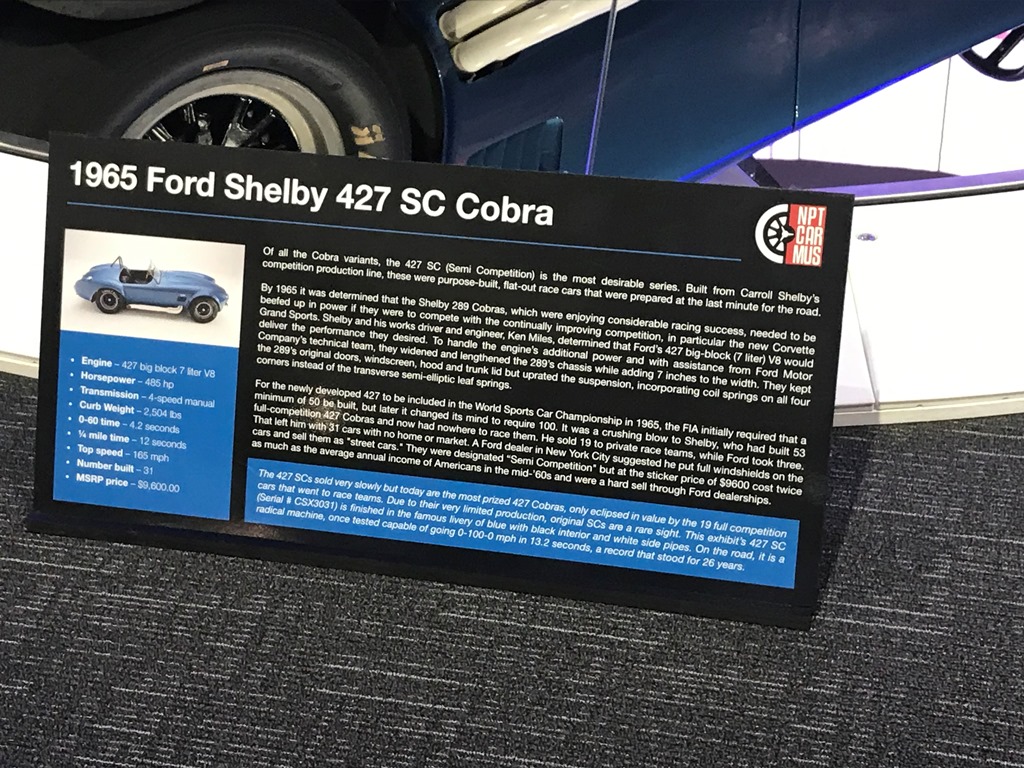 1965 Ford Shelby 427 SC Cobra
NPT
CAR
MUS
Of all the Cobra variants, the 427 SC (Semi Competition) is the most desirable series. Built from Carroll Shelby's
competition production line, these were purpose-built, flat-out race cars that were prepared at the last minute for the road.
By 1965 it was determined that the Shelby 289 Cobras, which were enjoying considerable racing success, needed to be
beefed up in power if they were to compete with the continually improving competition, in particular the new Corvette
Grand Sports. Shelby and his works driver and engineer, Ken Miles, determined that Ford's 427 big-block (7 liter) V8 would
deliver the performance they desired. To handle the engine's additional power and with assistance from Ford Motor
Company's technical team, they widened and lengthened the 289's chassis while adding 7 inches to the width. They kept
the 289's original doors, windscreen, hood and trunk lid but uprated the suspension, incorporating coil springs on all four
corners instead of the transverse semi-elliptic leaf springs.
For the newly developed 427 to be included in the World Sports Car Championship in 1965, the FIA initially required that a
minimum of 50 be built, but later it changed its mind to require 100. It was a crushing blow to Shelby, who had built 53
full-competition 427 Cobras and now had nowhere to race them. He sold 19 to private race teams, while Ford took three.
That left him with 31 cars with no home or market. A Ford dealer in New York City suggested he put full windshields on the
cars and sell them as "street cars." They were designated "Semi Competition" but at the sticker price of $9600 cost twice
as much as the average annual income of Americans in the mid-'60s and were a hard sell through Ford dealerships.
The 427 SCs sold very slowly but today are the most prized 427 Cobras, only eclipsed in value by the 19 full competition
cars that went to race teams. Due to their very limited production, original SCs are a rare sight. This exhibit's 427 SC
(Serial # CSX3031) is finished in the famous livery of blue with black interior and white side pipes. On the road, it is a
radical machine, once tested capable of going 0-100-0 mph in 13.2 seconds, a record that stood for 26 years.
• Engine – 427 big block 7 liter V8
• Horsepower – 485 hp
• Transmission – 4-speed manual
• Curb Weight – 2,504 lbs
• 0-60 time – 4.2 seconds
• ¼ mile time – 12 seconds
• Top speed – 165 mph
• Number built – 31
• MSRP price – $9,600.00